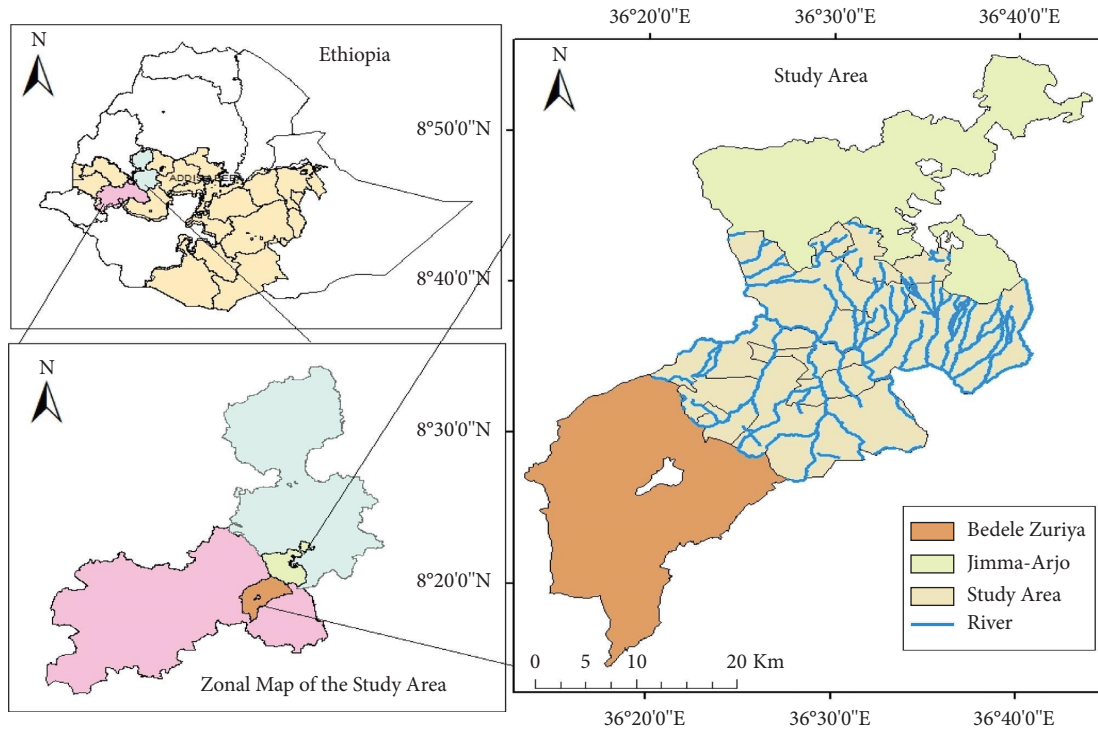 N
Ethiopia
ADDIS ABEBA
N
Zonal Map of the Study Area
36°20'0"E 36°30'0"E 36°40'0"E
N
Study Area
8°50'0"N
8°40'0"N
8°30'0"N
8°20'0"N
Bedele Zuriya
Jimma-Arjo
Study Area
River
0 5 10 20 Km
36°20'0"E 36°30'0"E 36°40'0"E